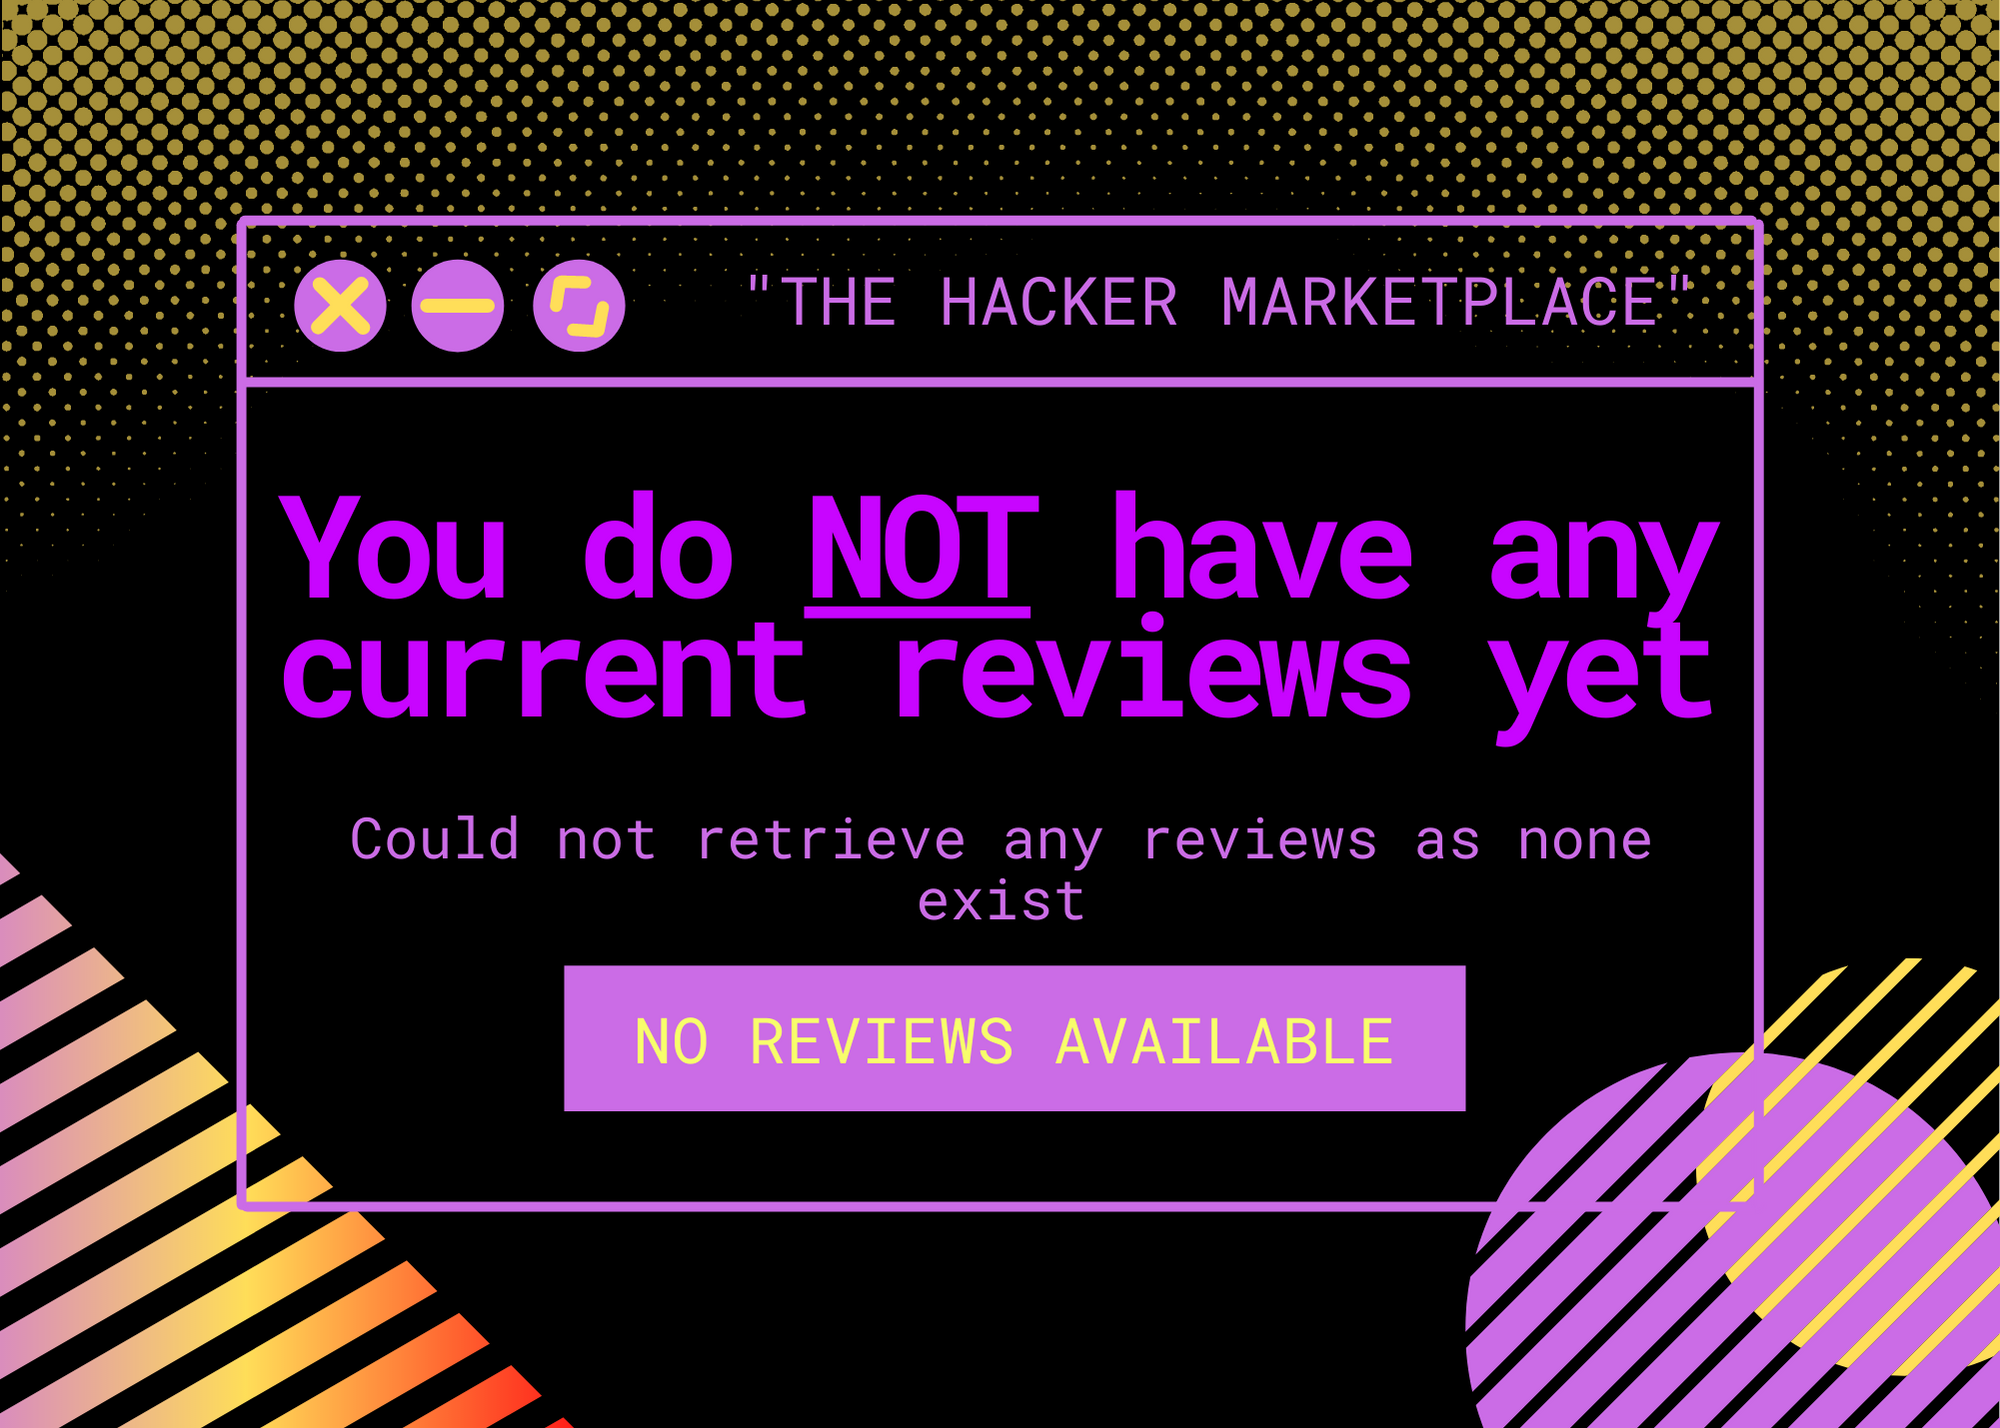 "THE HACKER MARKETPLACE"
You do NOT have any
current reviews yet
Could not retrieve any reviews as none
exist
NO REVIEWS AVAILABLE